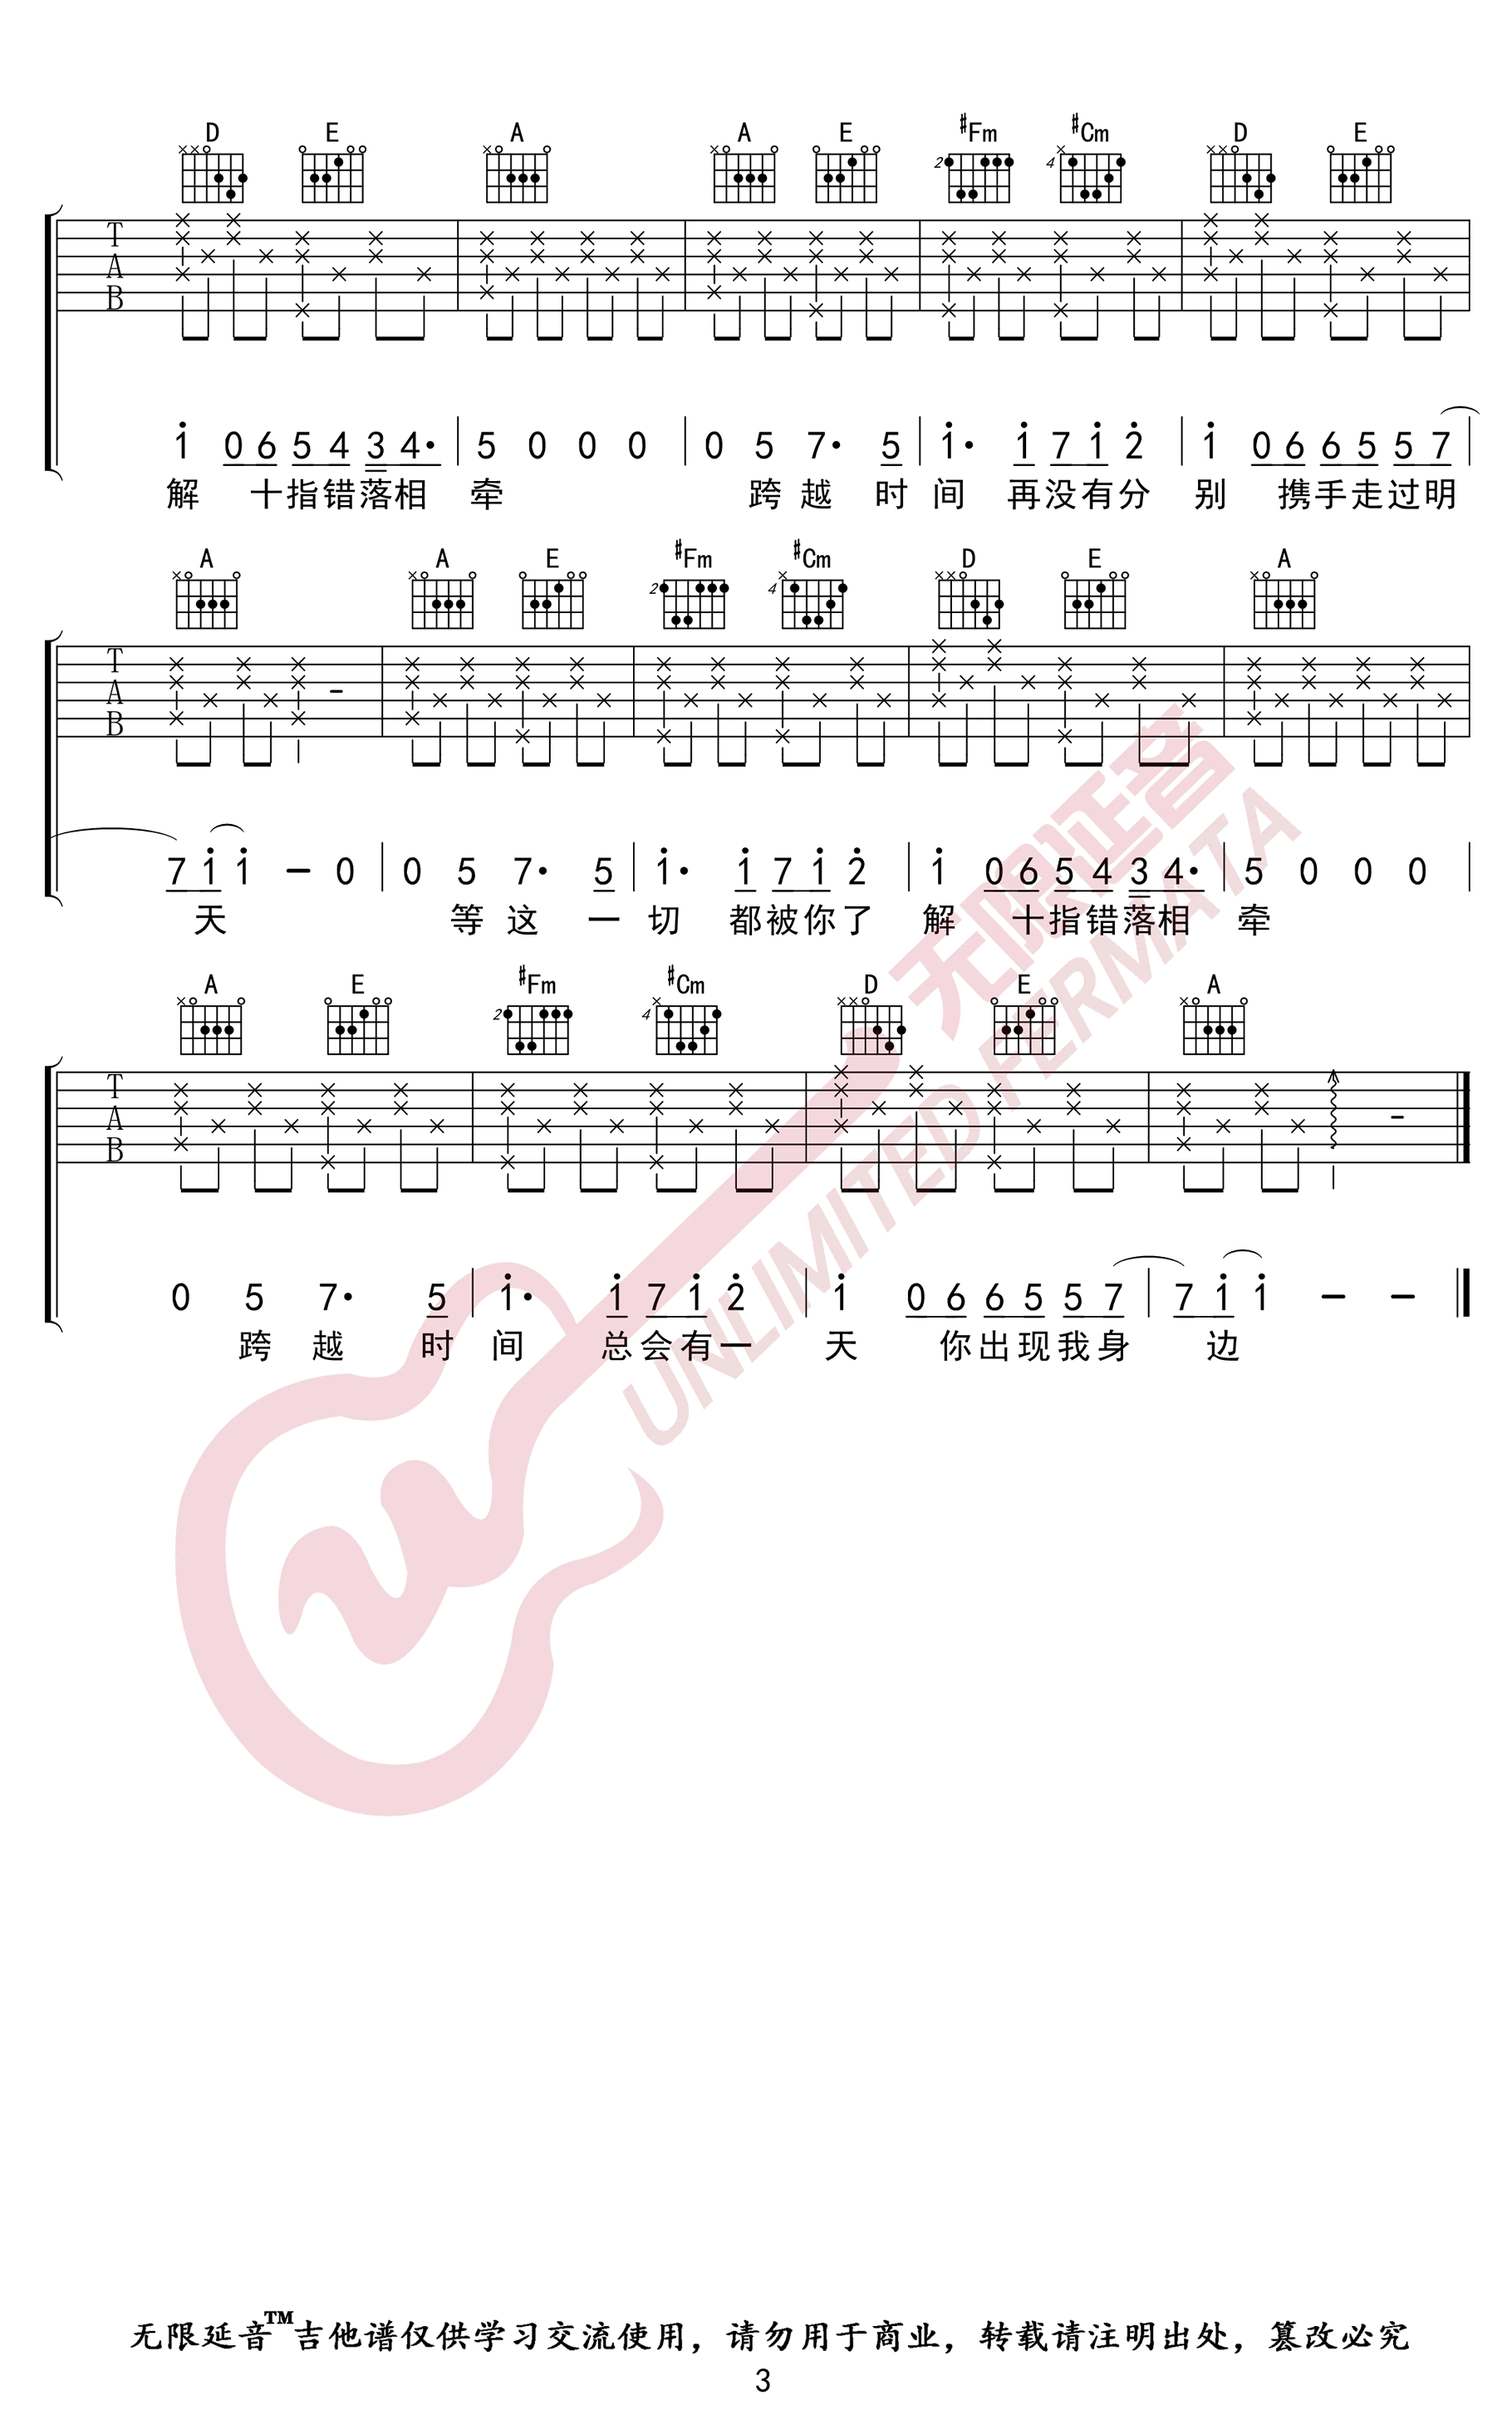 D E A A E #Fm #Cm D E
2 4
T
A
B
1 0 6 5 4 3 4· 5 0 0 0 0 5 7· 5 1· 1 7 1 2 1 0 6 6 5 5 7
解 十指错落相 牵 跨 越 时 间 再没有分 别 携手走过明
A A E #Fm #Cm D E A
2 4
T
A
B
7 1 1 – 0 0 5 7· 5 1· 1 7 1 2 1 0 6 5 4 3 4· 5 0 0 0
天 等 这 一 切 都被你了 解 十指错落相 牵
A E #Fm #Cm D E A
2 4
T
A
B
0 5 7· 5 1· 1 7 1 2 1 0 6 6 5 5 7 7 1 1 – –
跨 越 时 间 总会有一 天 你出现我身 边
无限延音
UNLIMITED FERMATA
无限延音™吉他谱仅供学习交流使用，请勿用于商业，转载请注明出处，篡改必究
3